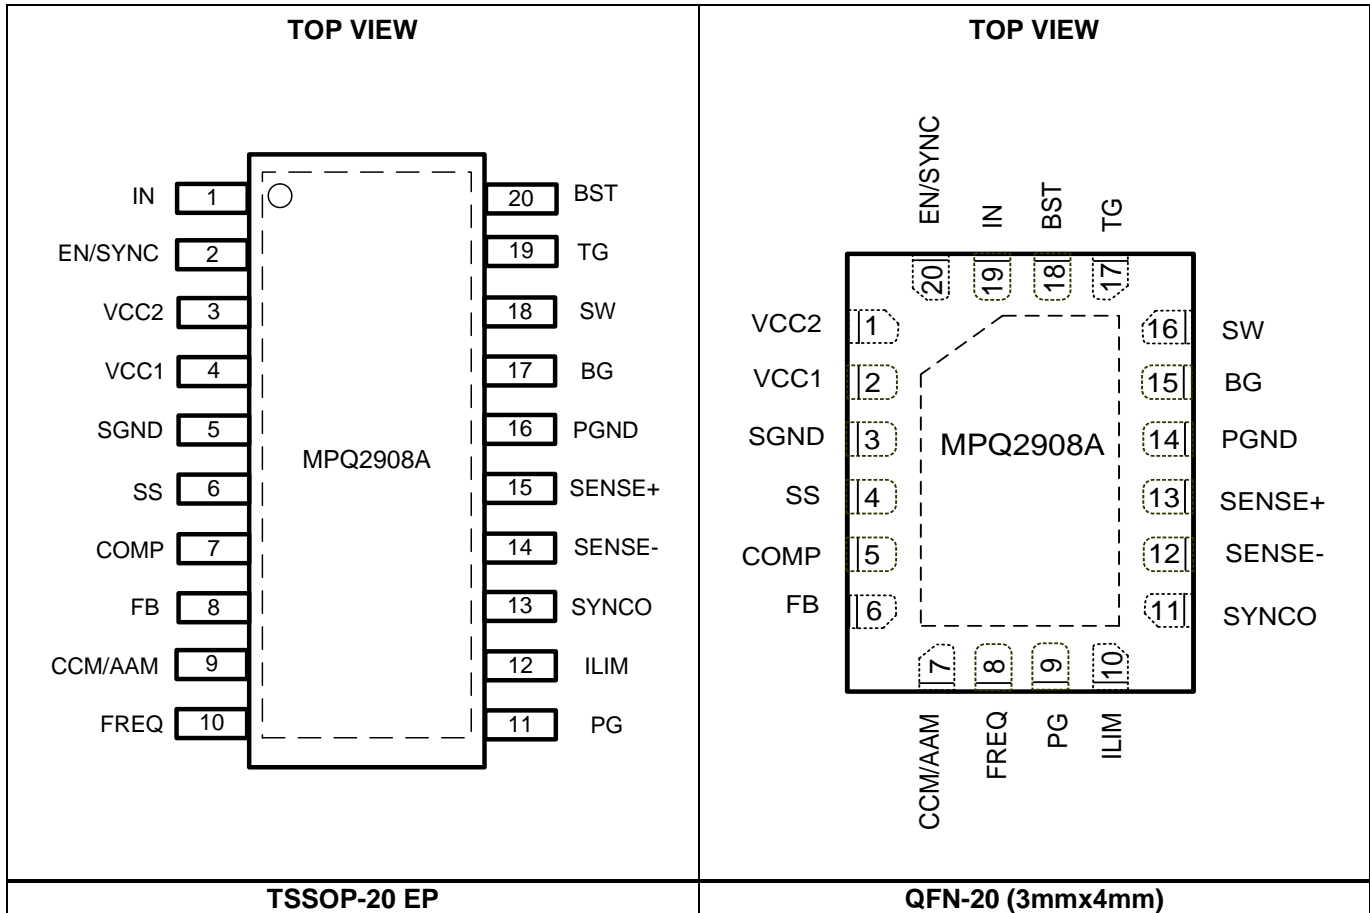 TOP VIEW
IN 1
EN/SYNC 2
VCC2 3
VCC1 4
SGND 5
SS 6
COMP 7
FB 8
CCM/AAM 9
FREQ 10
MPQ2908A
20 BST
19 TG
18 SW
17 BG
16 PGND
15 SENSE+
14 SENSE-
13 SYNCO
12 ILIM
11 PG
TSSOP-20 EP
TOP VIEW
EN/SYNC
IN
BST
TG
20
19
18
17
VCC2 1
VCC1 2
SGND 3
SS 4
COMP 5
FB 6
MPQ2908A
16 SW
15 BG
14 PGND
13 SENSE+
12 SENSE-
11 SYNCO
7
8
9
10
CCM/AAM
FREQ
PG
ILIM
QFN-20 (3mmx4mm)